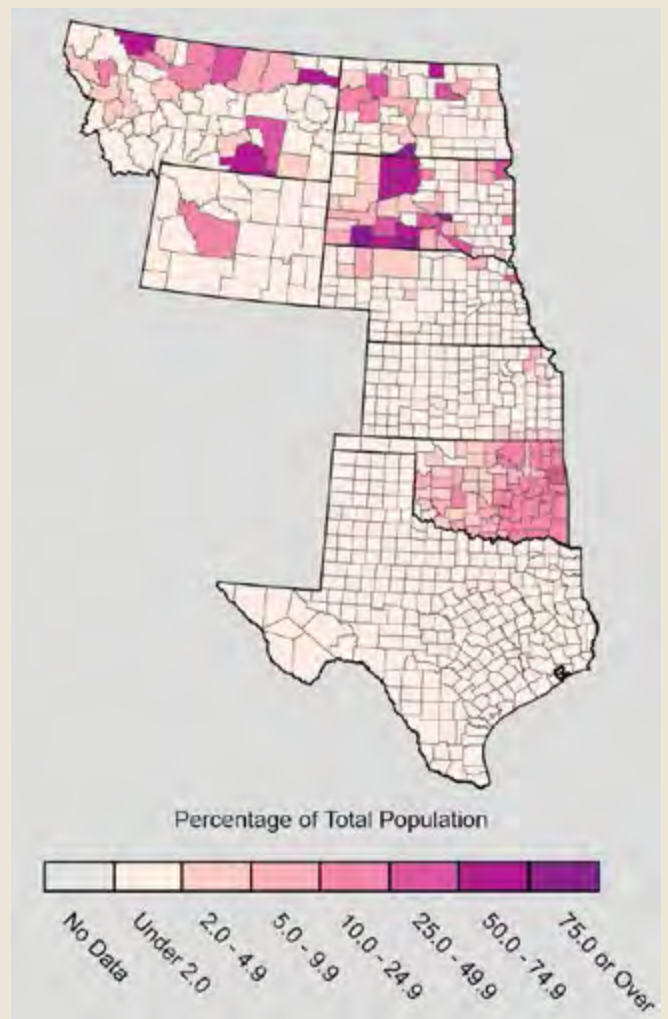 Percentage of Total Population
No Data
Under 2.0
2.0 - 4.9
5.0 - 9.9
10.0 - 24.9
25.0 - 49.9
50.0 - 74.9
75.0 or Over